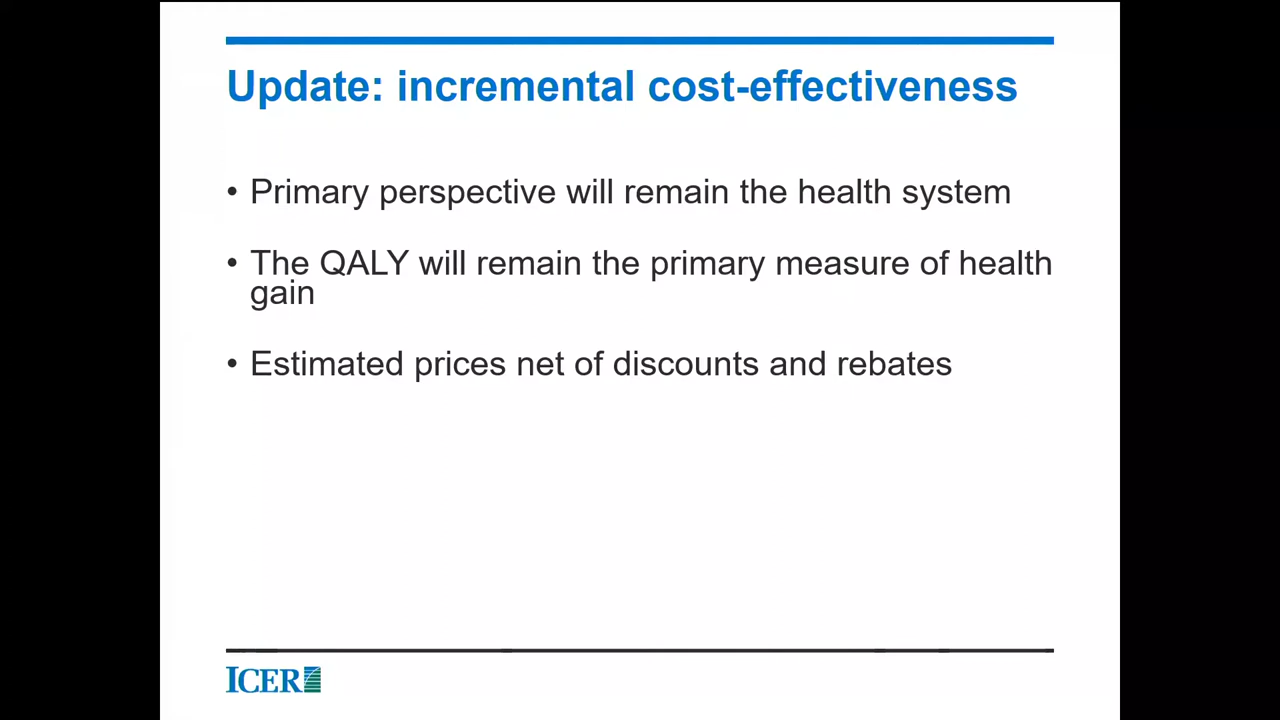 Update: incremental cost-effectiveness
• Primary perspective will remain the health system
• The QALY will remain the primary measure of health
gain
• Estimated prices net of discounts and rebates
ICER